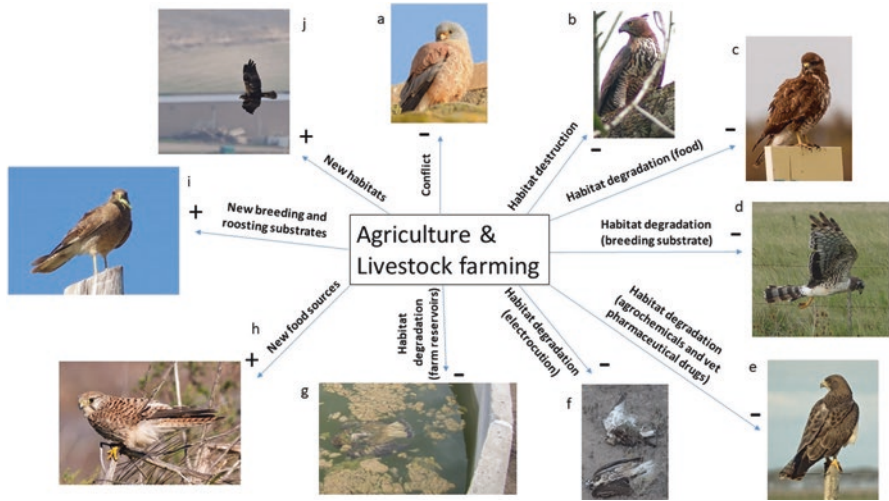 j
a
b
c
+
-
-
-
New habitats
Conflict
Habitat destruction
Habitat degradation (food)
i
+
New breeding and
roosting substrates
Agriculture &
Livestock farming
Habitat degradation
(breeding substrate)
-
d
h
+
New food sources
Habitat
degradation
(farm reservoirs)
-
Habitat degradation
(electrocution)
-
Habitat degradation
(agrochemicals and vet
pharmaceutical drugs)
-
e
g
f